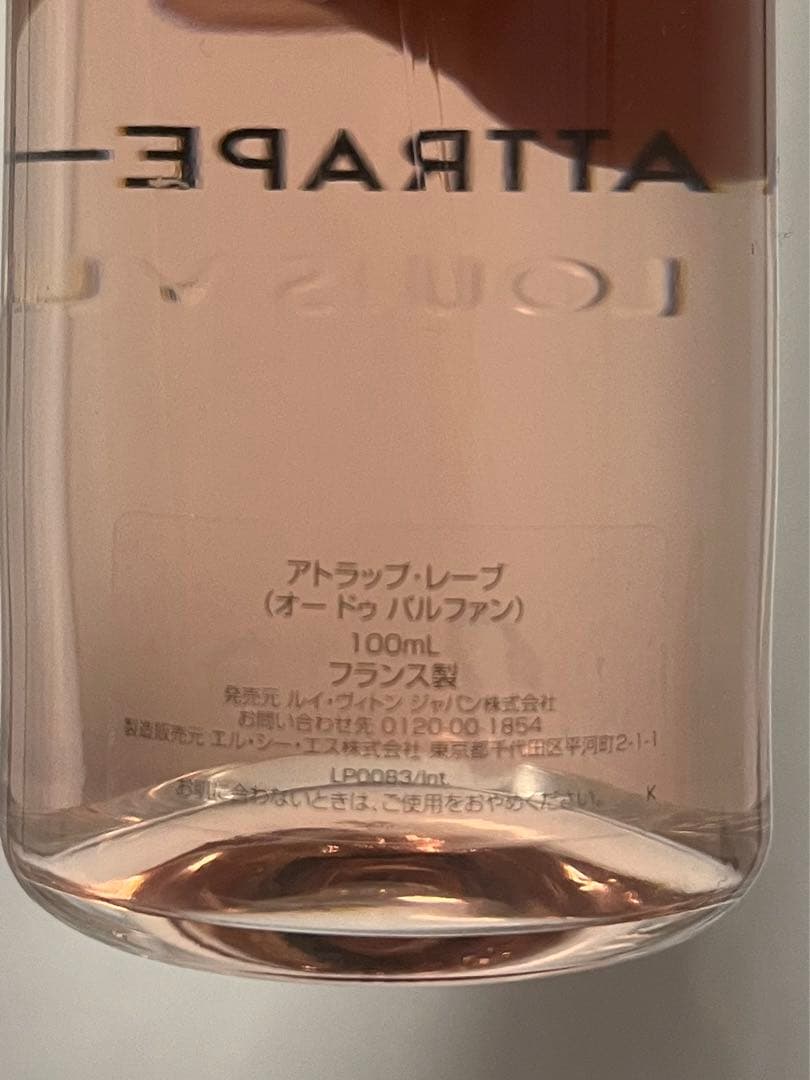 ATTRAPE-
LOUIS VU
アトラップ・レーブ
(オー ドゥ パルファン)
100mL
フランス製
発売元 ルイ・ヴィトン ジャパン株式会社
お問い合わせ先 0120-00 1854
製造販売元 エル・シー・エス株式会社 東京都千代田区平河町2-1-1
LP0083/Int.
お肌に合わないときは、ご使用をおやめください。 K